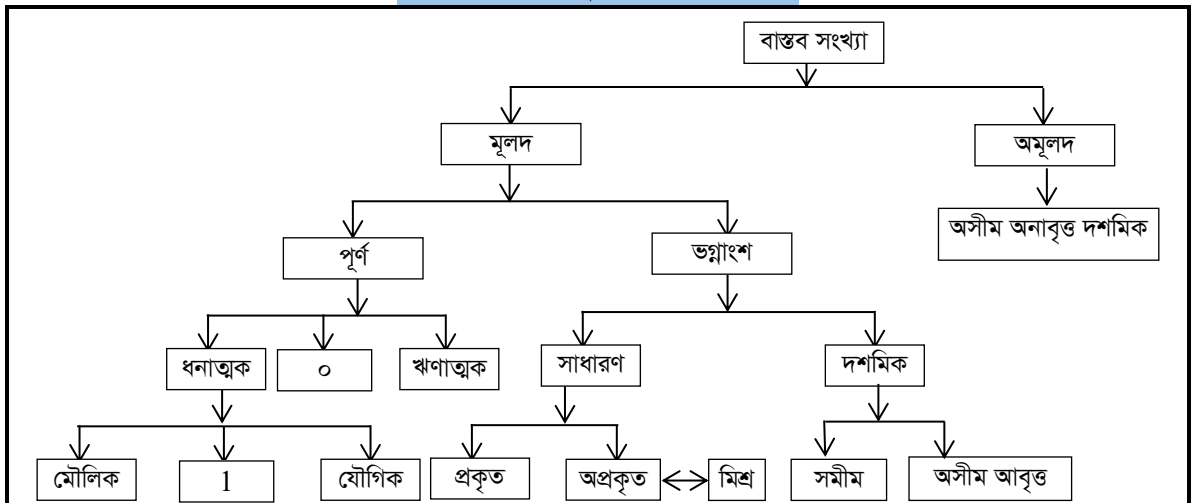 বাস্তব সংখ্যা
মূলদ
অমূলদ
অসীম অনাবৃত্ত দশমিক
পূর্ণ
ভগ্নাংশ
ধনাত্মক
০
ঋণাত্মক
সাধারণ
দশমিক
মৌলিক
1
যৌগিক
প্রকৃত
অপ্রকৃত
মিশ্র
সমীম
অসীম আবৃত্ত